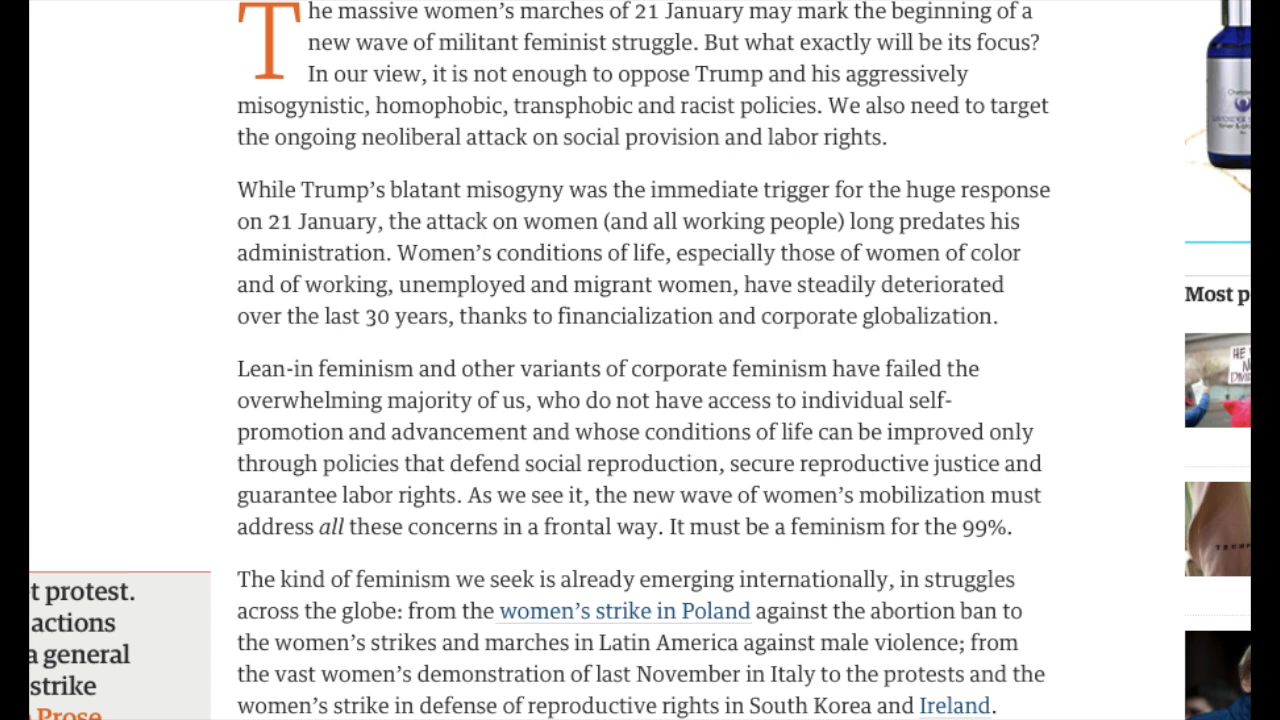 The massive women’s marches of 21 January may mark the beginning of a
new wave of militant feminist struggle. But what exactly will be its focus?
In our view, it is not enough to oppose Trump and his aggressively
misogynistic, homophobic, transphobic and racist policies. We also need to target
the ongoing neoliberal attack on social provision and labor rights.
While Trump’s blatant misogyny was the immediate trigger for the huge response
on 21 January, the attack on women (and all working people) long predates his
administration. Women’s conditions of life, especially those of women of color
and of working, unemployed and migrant women, have steadily deteriorated
over the last 30 years, thanks to financialization and corporate globalization.
Lean-in feminism and other variants of corporate feminism have failed the
overwhelming majority of us, who do not have access to individual self-
promotion and advancement and whose conditions of life can be improved only
through policies that defend social reproduction, secure reproductive justice and
guarantee labor rights. As we see it, the new wave of women’s mobilization must
address all these concerns in a frontal way. It must be a feminism for the 99%.
The kind of feminism we seek is already emerging internationally, in struggles
across the globe: from the women’s strike in Poland against the abortion ban to
the women’s strikes and marches in Latin America against male violence; from
the vast women’s demonstration of last November in Italy to the protests and the
women’s strike in defense of reproductive rights in South Korea and Ireland.
t protest.
actions
a general
strike
Prose
Most p
HE